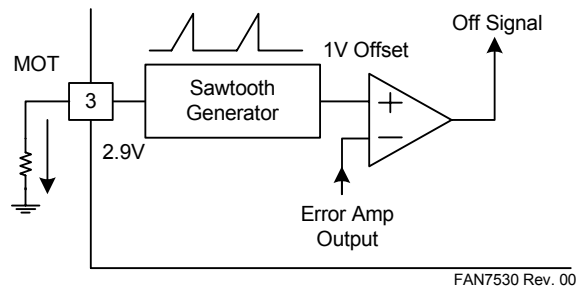 Off Signal
MOT
1V Offset
3
Sawtooth
Generator
+
−
2.9V
Error Amp
Output
FAN7530 Rev. 00